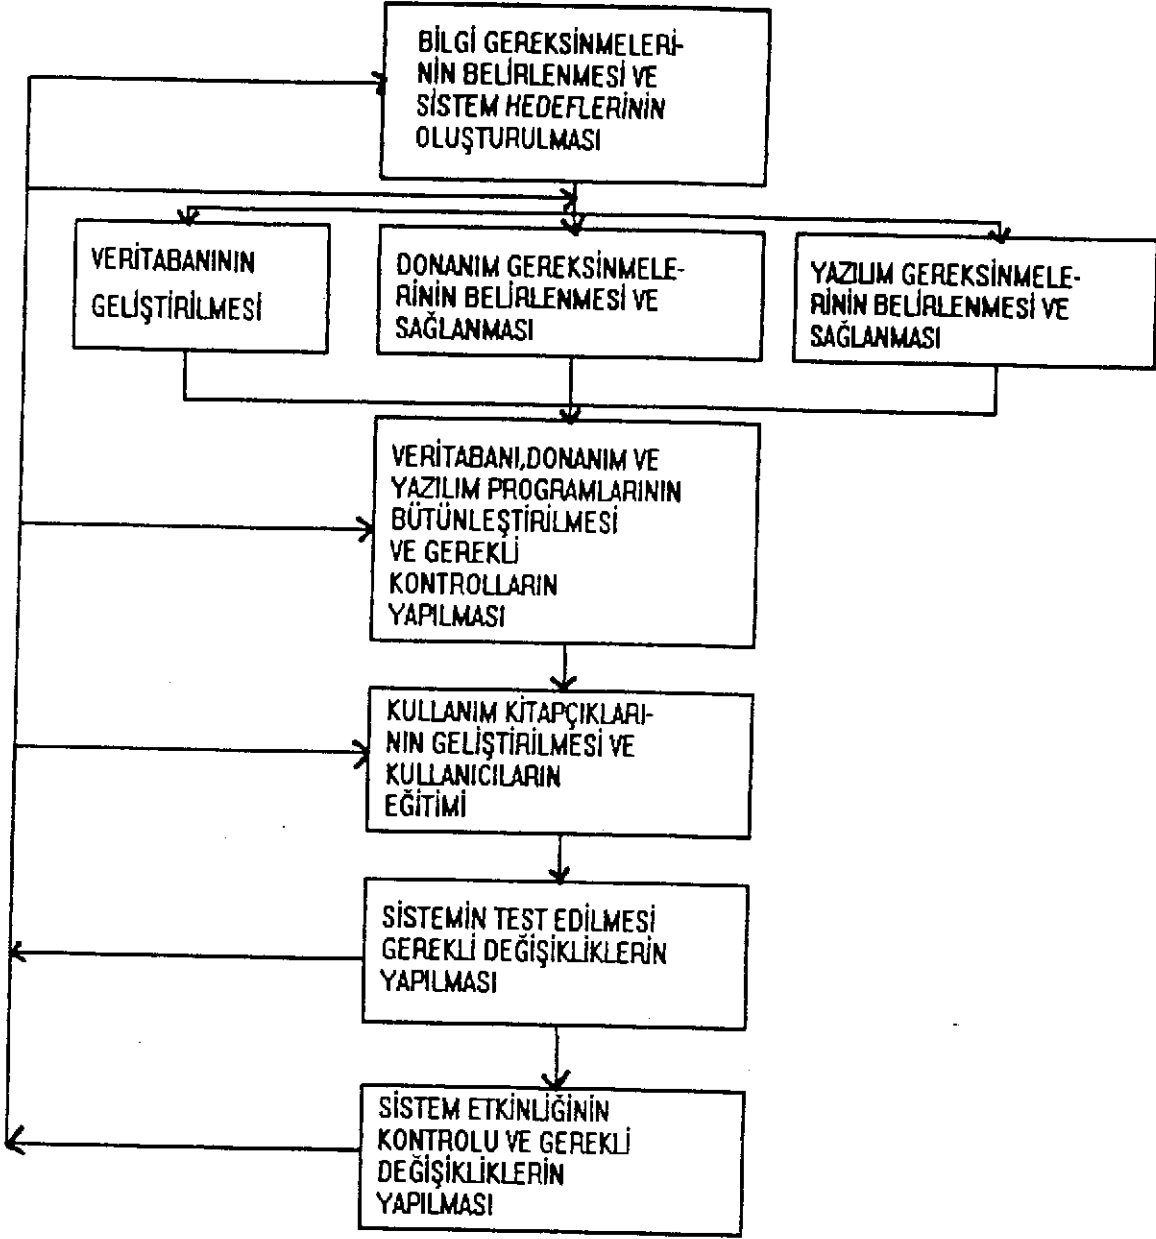 BİLGİ GEREKSİNMELERİ-
NİN BELİRLENMESİ VE
SİSTEM HEDEFLERİNİN
OLUŞTURULMASI
VERİTABANININ
GELİŞTİRİLMESİ
DONANIM GEREKSİNMELE-
RİNİN BELİRLENMESİ VE
SAĞLANMASI
YAZILIM GEREKSİNMELE-
RİNİN BELİRLENMESİ VE
SAĞLANMASI
VERİTABANI,DONANIM VE
YAZILIM PROGRAMLARININ
BÜTÜNLEŞTİRİLMESİ
VE GEREKLİ
KONTROLLARIN
YAPILMASI
KULLANIM KİTAPÇIKLARI-
NIN GELİŞTİRİLMESİ VE
KULLANICILARIN
EĞİTİMİ
SİSTEMİN TEST EDİLMESİ
GEREKLİ DEĞİŞİKLİKLERİN
YAPILMASI
SİSTEM ETKİNLİĞİNİN
KONTROLU VE GEREKLİ
DEĞİŞİKLİKLERİN
YAPILMASI